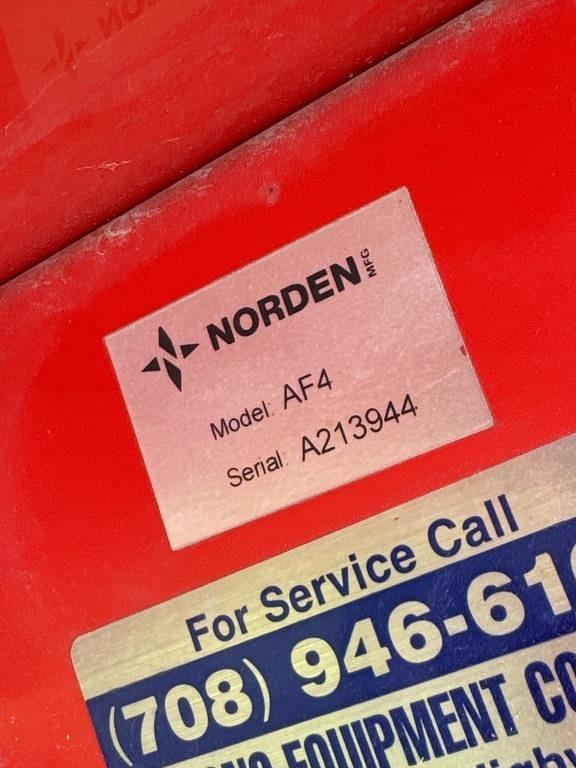 NORDEN MFG
Model: AF4
Serial: A213944
For Service Call
(708) 946-61
EQUIPMENT CO